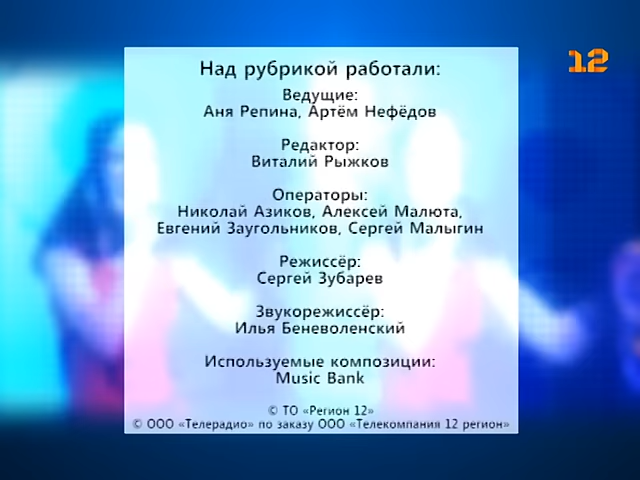 12
Над рубрикой работали:
Ведущие:
Аня Репина, Артём Нефёдов
Редактор:
Виталий Рыжков
Операторы:
Николай Азиков, Алексей Малюта,
Евгений Заугольников, Сергей Малыгин
Режиссёр:
Сергей Зубарев
Звукорежиссёр:
Илья Беневоленский
Используемые композиции:
Music Bank
© ТО «Регион 12»
© ООО «Телерадио» по заказу ООО «Телекомпания 12 регион»